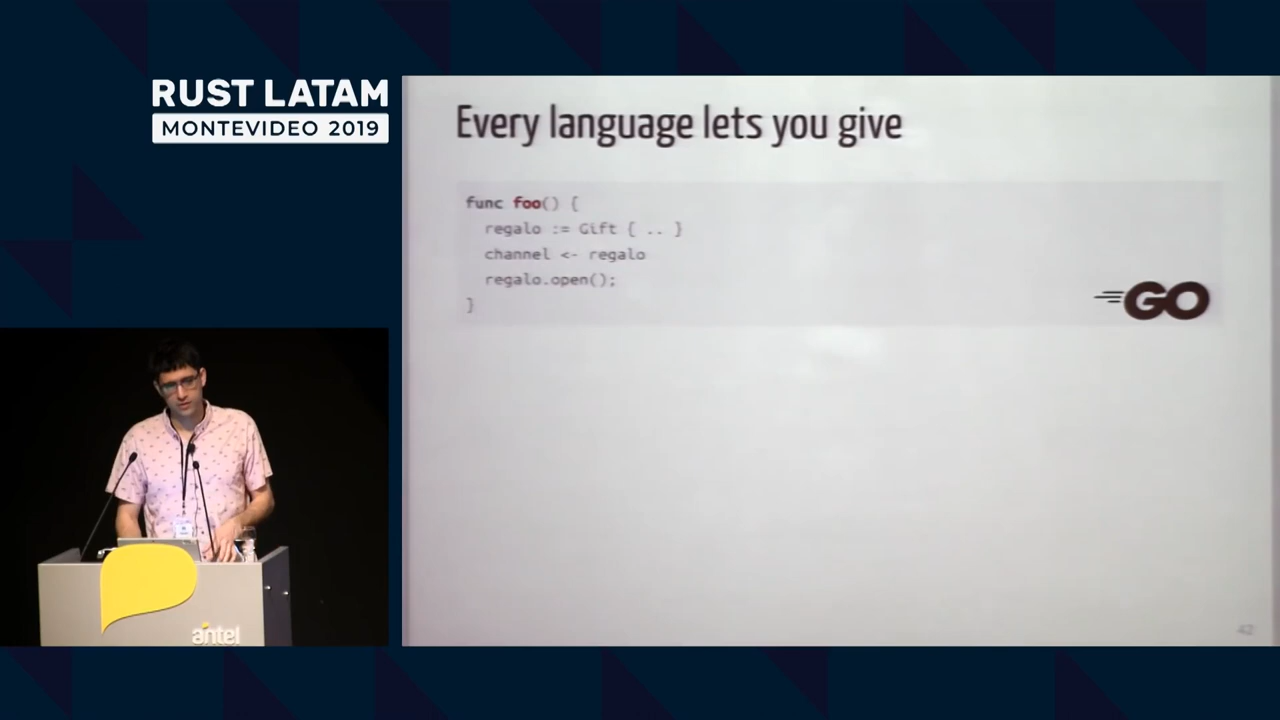 RUST LATAM
MONTEVIDEO 2019
Every language lets you give
func foo() {
regalo := Gift { .. }
channel <- regalo
regalo.open();
}
GO
antel
42